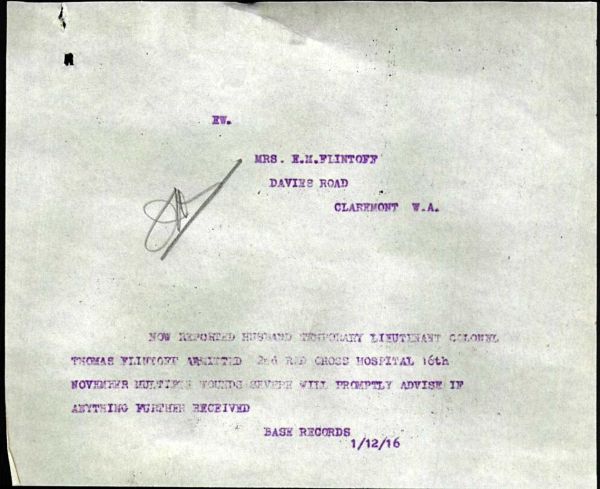 EW.
MRS. E.M.FLINTOFF
DAVIES ROAD
CLAREMONT W.A.
NOW REPORTED HUSBAND TEMPORARY LIEUTENANT COLONEL
THOMAS FLINTOFF ADMITTED 2nd RED CROSS HOSPITAL 16th
NOVEMBER MULTIPLE WOUNDS SEVERE WILL PROMPTLY ADVISE IF
ANYTHING FURTHER RECEIVED
BASE RECORDS
1/12/16